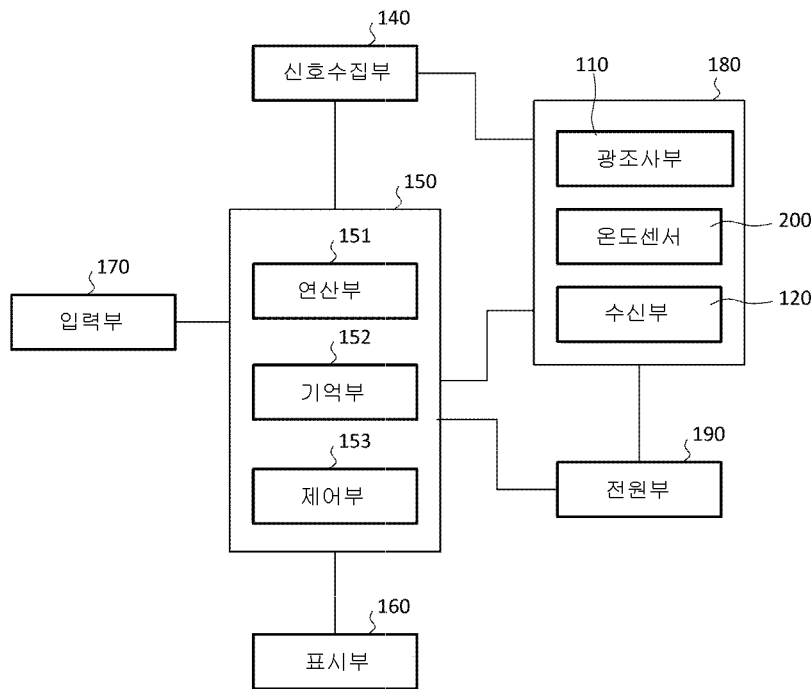 140
신호수집부
110
180
광조사부
150
200
온도센서
151
연산부
170
입력부
120
수신부
152
기억부
153
제어부
190
전원부
160
표시부